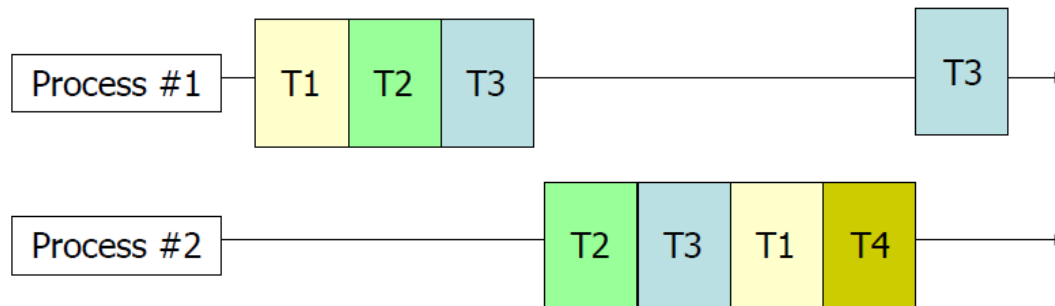 Process #1 T1 T2 T3 T3
Process #2 T2 T3 T1 T4